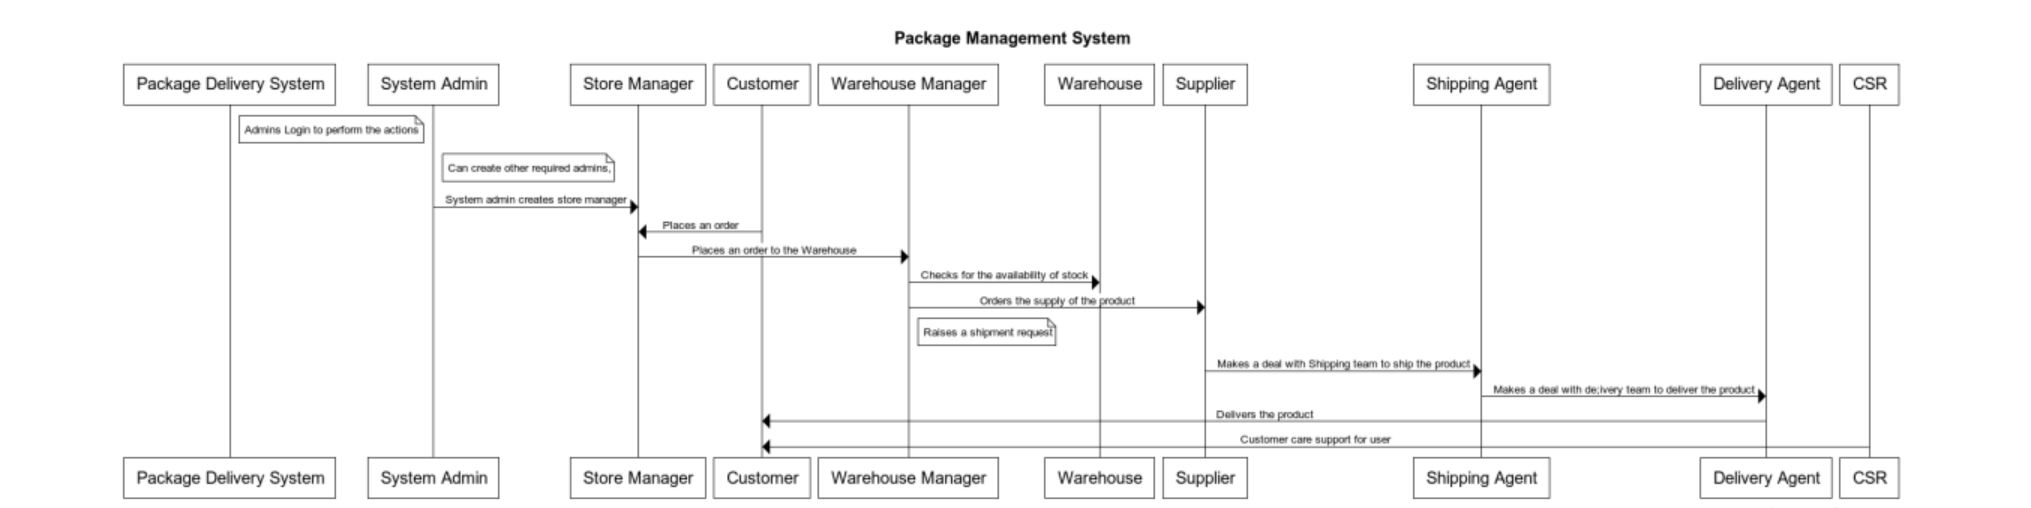 Package Management System
Package Delivery System
System Admin
Store Manager
Customer
Warehouse Manager
Warehouse
Supplier
Shipping Agent
Delivery Agent
CSR
Admins Login to perform the actions
Can create other required admins,
System admin creates store manager
Places an order
Places an order to the Warehouse
Checks for the availability of stock
Orders the supply of the product
Raises a shipment request
Makes a deal with Shipping team to ship the product
Makes a deal with de;ivery team to deliver the product
Delivers the product
Customer care support for user
Package Delivery System
System Admin
Store Manager
Customer
Warehouse Manager
Warehouse
Supplier
Shipping Agent
Delivery Agent
CSR